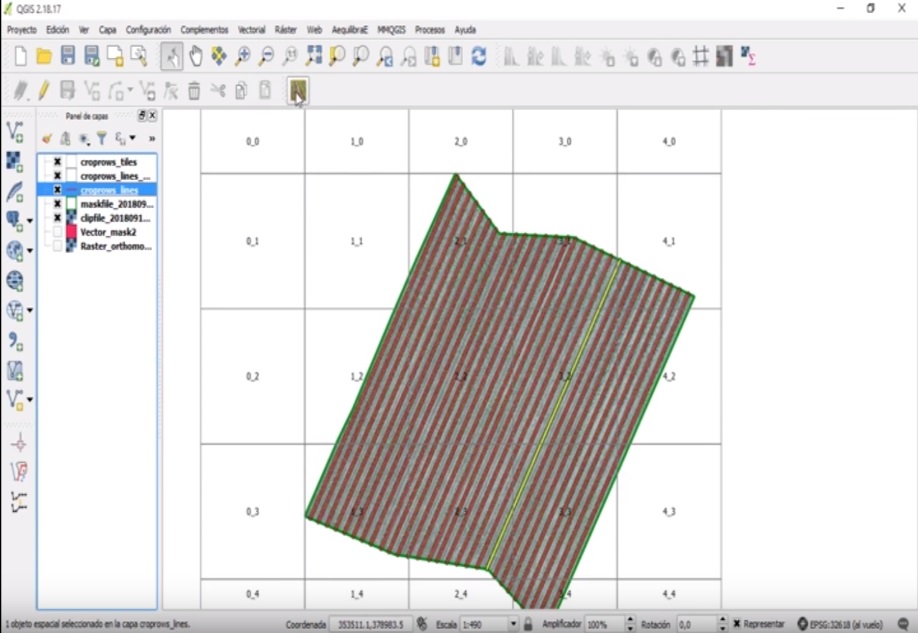 QGIS 2.18.17
Proyecto Edición Ver Capa Configuración Complementos Vectorial Ráster Web AequilibraE MMQGIS Procesos Ayuda
Panel de capas
croprows_tiles
croprows_lines_...
croprows_lines
maskfile_201809...
clipfile_2018091...
Vector_mask2
Raster_orthomo...
0_0 1_0 2_0 3_0 4_0
0_1 1_1 2_1 3_1 4_1
0_2 1_2 2_2 3_2 4_2
0_3 1_3 2_3 3_3 4_3
0_4 1_4 2_4 4_4
1 objeto espacial seleccionado en la capa croprows_lines. Coordenada 353511.1,378983.5 Escala 1:490 Amplificador 100% Rotación 0,0 Representar EPSG:32618 (al vuelo)